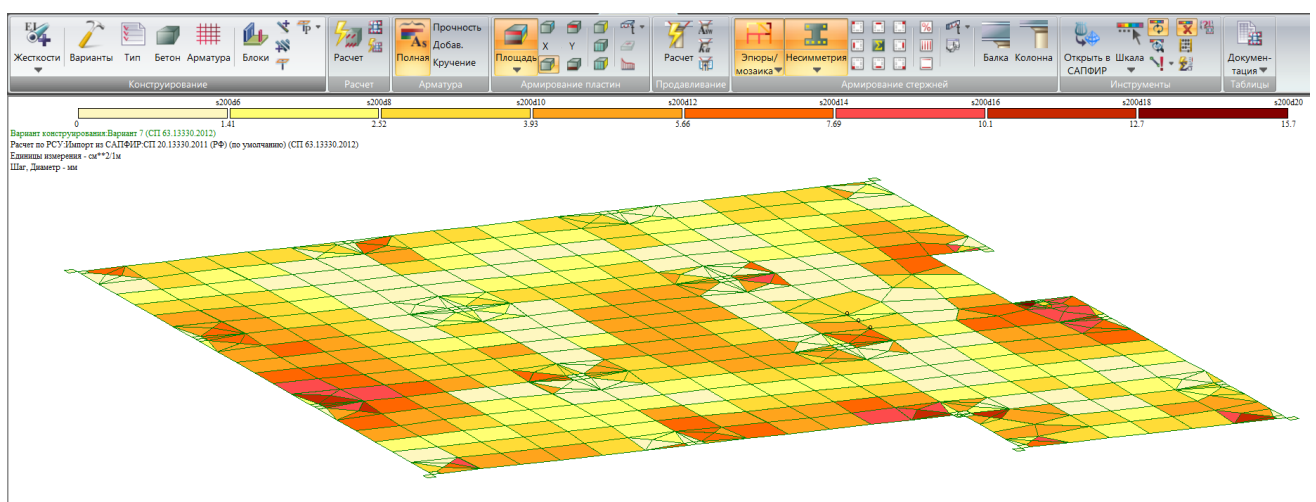 EJ
Жесткости
Варианты
Тип
Бетон
Арматура
Блоки
Конструирование
Расчет
Расчет
As
Полная
Прочность
Добав.
Кручение
Арматура
Площадь
X
Y
Армирование пластин
Asw
Расчет
Продавливание
Эпюры/
мозаика
Несимметрия
%
Балка
Колонна
Армирование стержней
Открыть в
САПФИР
Шкала
Инструменты
Докумен-
тация
Таблицы
s200d6 s200d8 s200d10 s200d12 s200d14 s200d16 s200d18 s200d20
0 1.41 2.52 3.93 5.66 7.69 10.1 12.7 15.7
Вариант конструирования:Вариант 7 (СП 63.13330.2012)
Расчет по РСУ:Импорт из САПФИР:СП 20.13330.2011 (РФ) (по умолчанию) (СП 63.13330.2012)
Единицы измерения - см**2/1м
Шаг, Диаметр - мм